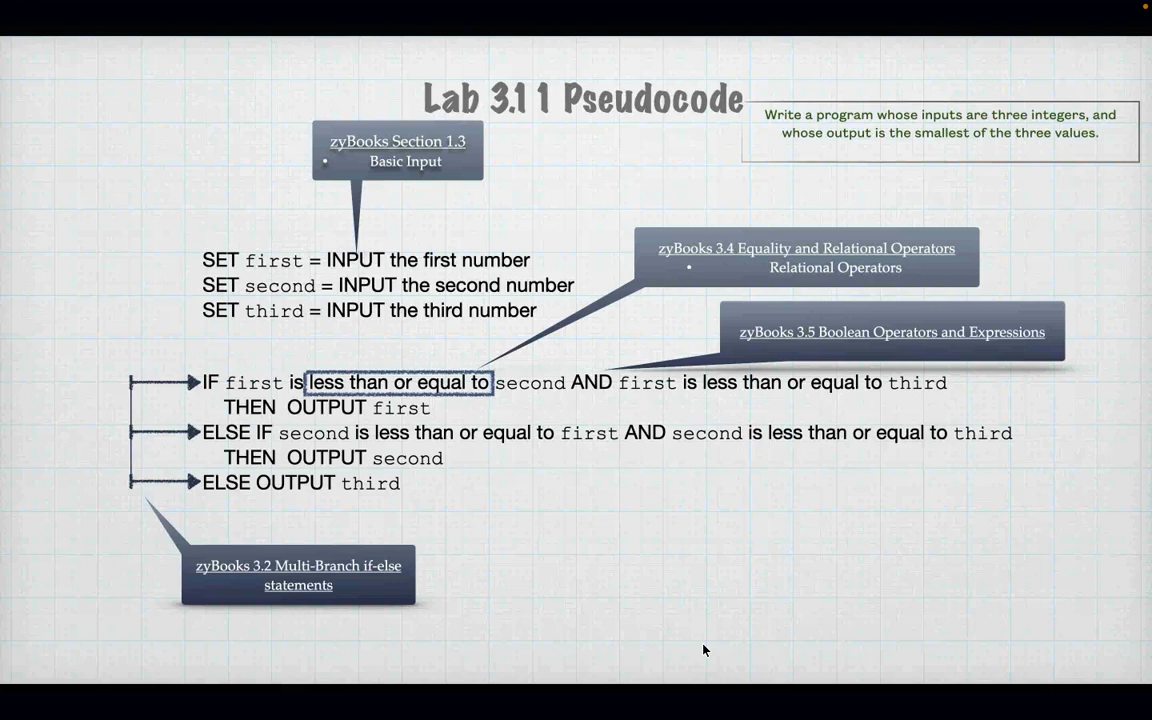 Lab 3.11 Pseudocode
Write a program whose inputs are three integers, and
whose output is the smallest of the three values.
zyBooks Section 1.3
• Basic Input
zyBooks 3.4 Equality and Relational Operators
• Relational Operators
SET first = INPUT the first number
SET second = INPUT the second number
SET third = INPUT the third number
zyBooks 3.5 Boolean Operators and Expressions
IF first is less than or equal to second AND first is less than or equal to third
THEN OUTPUT first
ELSE IF second is less than or equal to first AND second is less than or equal to third
THEN OUTPUT second
ELSE OUTPUT third
zyBooks 3.2 Multi-Branch if-else
statements